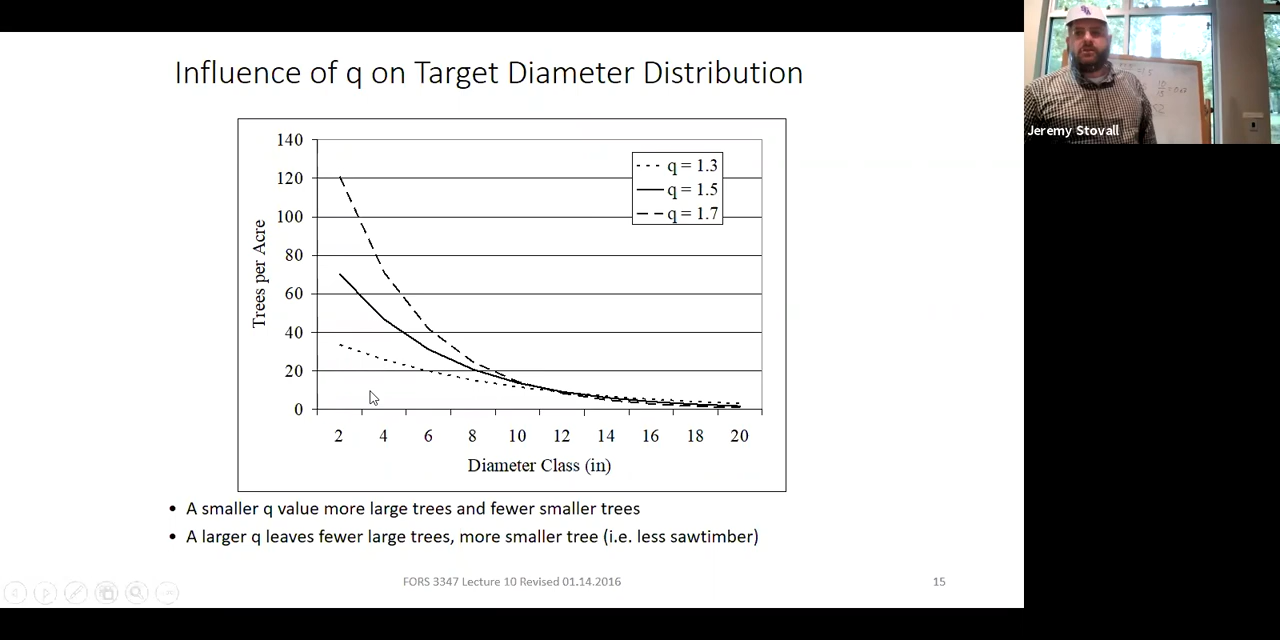 Influence of q on Target Diameter Distribution
140
120
100
80
60
40
20
0
Trees per Acre
q = 1.3
q = 1.5
q = 1.7
2 4 6 8 10 12 14 16 18 20
Diameter Class (in)
• A smaller q value more large trees and fewer smaller trees
• A larger q leaves fewer large trees, more smaller tree (i.e. less sawtimber)
FORS 3347 Lecture 10 Revised 01.14.2016
15
Jeremy Stovall